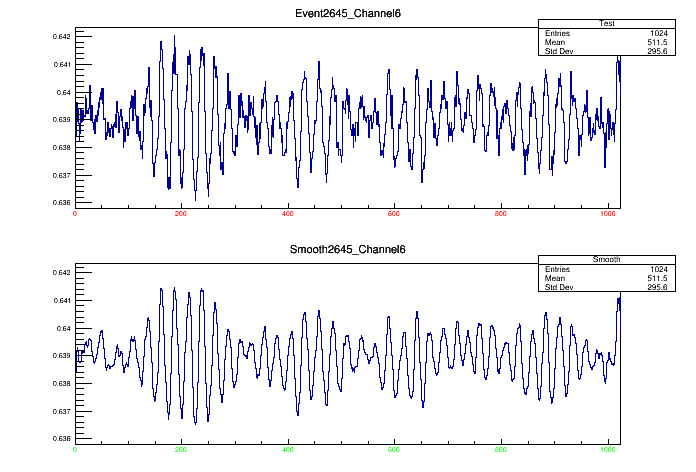 Event2645_Channel6
Test
Entries 1024
Mean 511.5
Std Dev 295.6
0.642
0.641
0.64
0.639
0.638
0.637
0.636
0 200 400 600 800 1000
Smooth2645_Channel6
Smooth
Entries 1024
Mean 511.5
Std Dev 295.6
0.642
0.641
0.64
0.639
0.638
0.637
0.636
0 200 400 600 800 1000